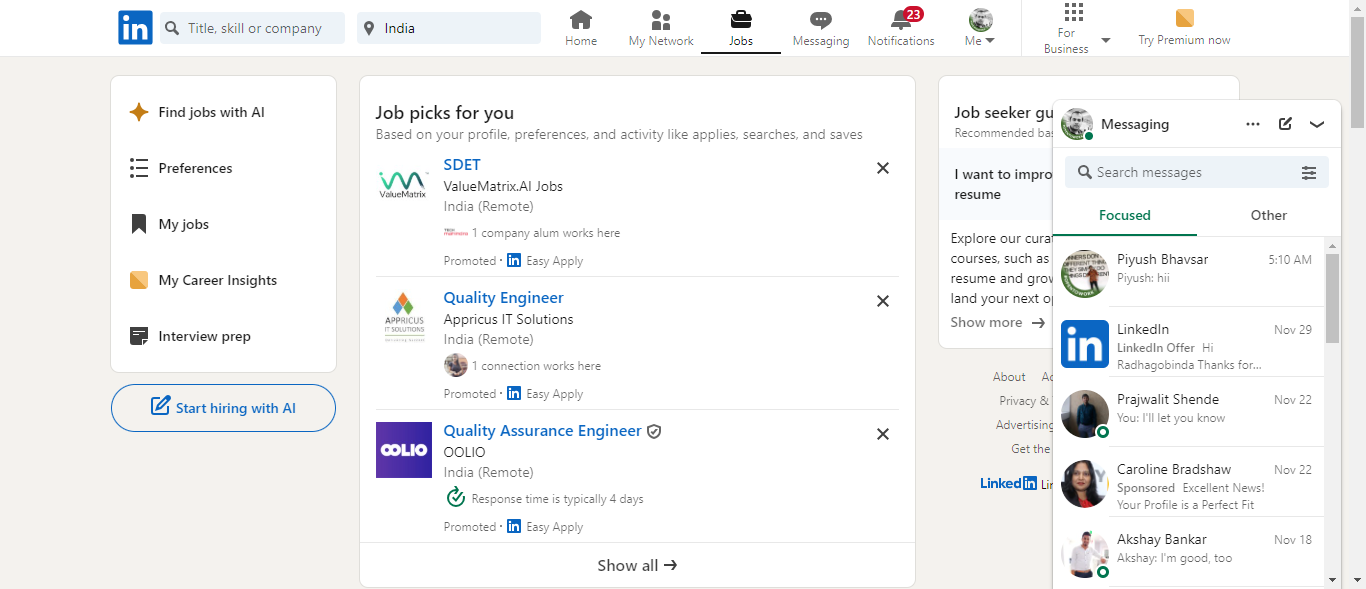 in
Title, skill or company
India
Home
My Network
Jobs
Messaging
23
Notifications
Me
For
Business
Try Premium now
Find jobs with AI
Preferences
My jobs
My Career Insights
Interview prep
Start hiring with AI
Job picks for you
Based on your profile, preferences, and activity like applies, searches, and saves
ValueMatrix
SDET
ValueMatrix.AI Jobs
India (Remote)
1 company alum works here
Promoted · in Easy Apply
APPRICUS
IT SOLUTIONS
Quality Engineer
Appricus IT Solutions
India (Remote)
1 connection works here
Promoted · in Easy Apply
OOLIO
Quality Assurance Engineer
OOLIO
India (Remote)
Response time is typically 4 days
Promoted · in Easy Apply
Show all →
Job seeker gu
Recommended bas
I want to impro
resume
Explore our cura
courses, such as
resume and grow
land your next op
Show more →
About Ac
Privacy &
Advertising
Get the
Linked in Lin
Messaging
Search messages
Focused
Other
Piyush Bhavsar
5:10 AM
Piyush: hii
in
LinkedIn
Nov 29
LinkedIn Offer Hi
Radhagobinda Thanks for...
Prajwalit Shende
Nov 22
You: I'll let you know
Caroline Bradshaw
Nov 22
Sponsored Excellent News!
Your Profile is a Perfect Fit
Akshay Bankar
Nov 18
Akshay: I'm good, too